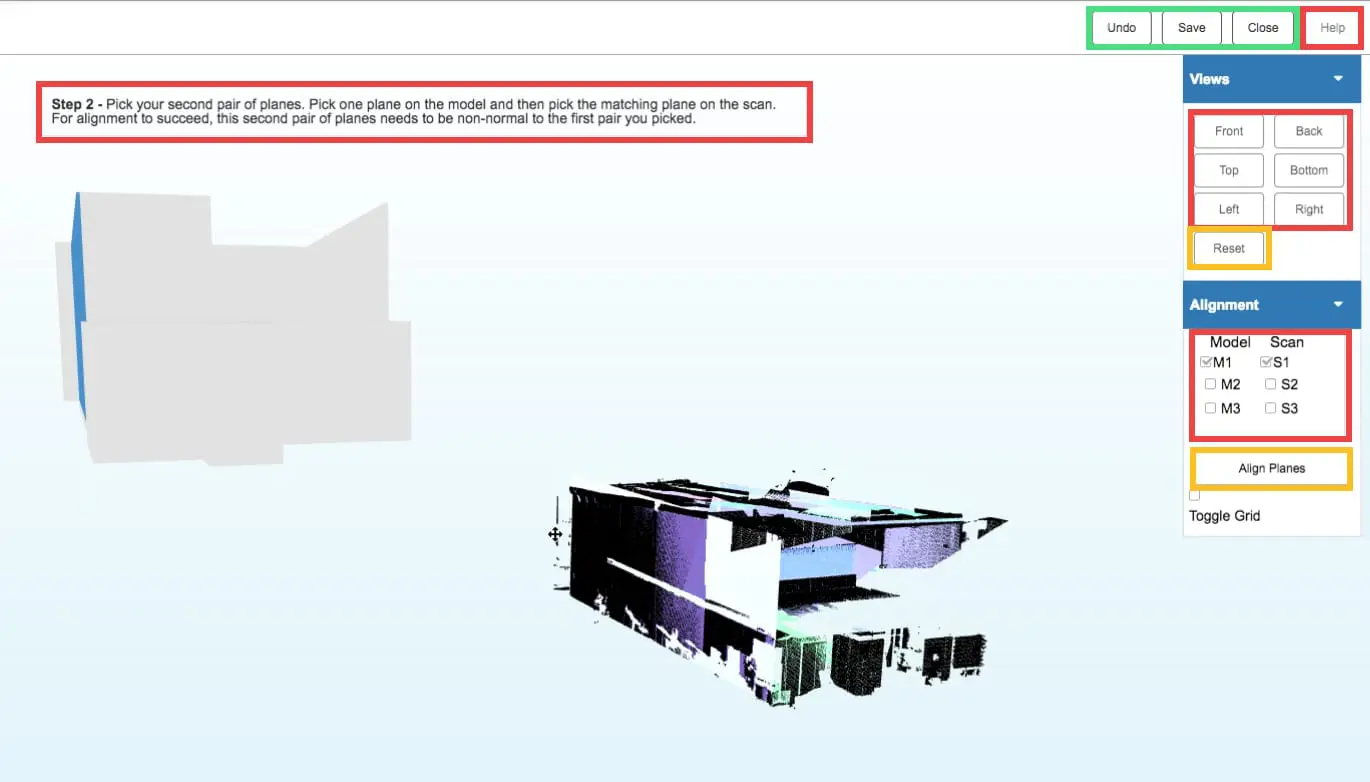 Undo Save Close Help
Step 2 - Pick your second pair of planes. Pick one plane on the model and then pick the matching plane on the scan.
For alignment to succeed, this second pair of planes needs to be non-normal to the first pair you picked.
Views
Front Back
Top Bottom
Left Right
Reset
Alignment
Model Scan
M1 S1
M2 S2
M3 S3
Align Planes
Toggle Grid